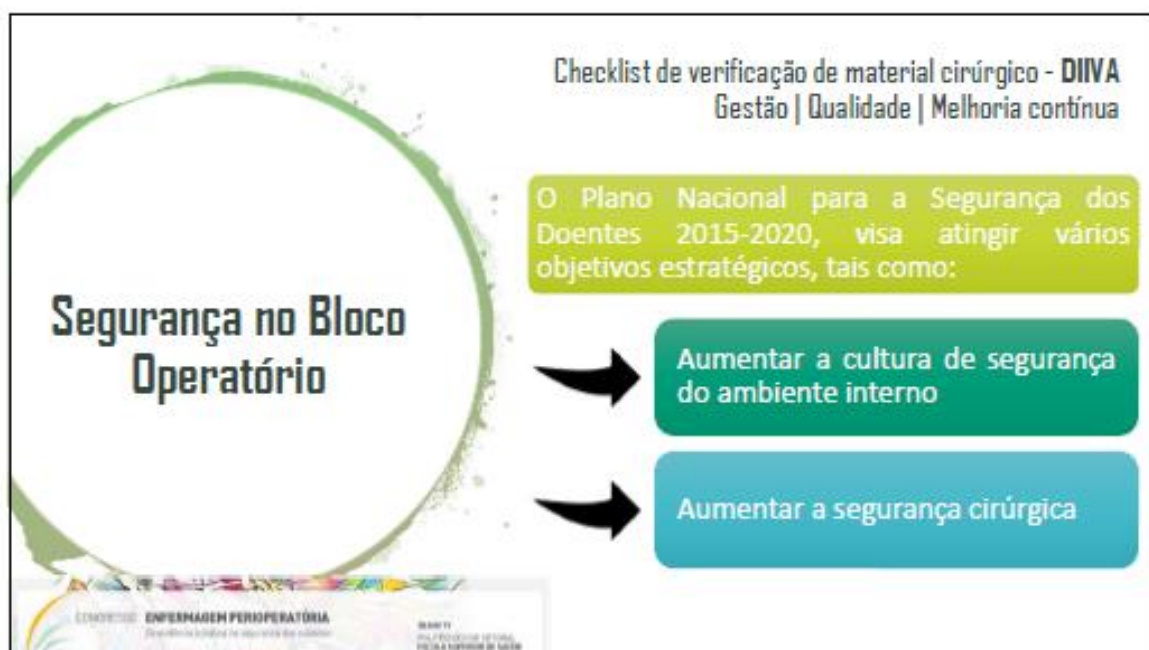 Checklist de verificação de material cirúrgico - DIIVA
Gestão | Qualidade | Melhoria contínua
O Plano Nacional para a Segurança dos
Doentes 2015-2020, visa atingir vários
objetivos estratégicos, tais como:
Segurança no Bloco
Operatório
Aumentar a cultura de segurança
do ambiente interno
Aumentar a segurança cirúrgica
ENFERMAGEM PERIOPERATÓRIA